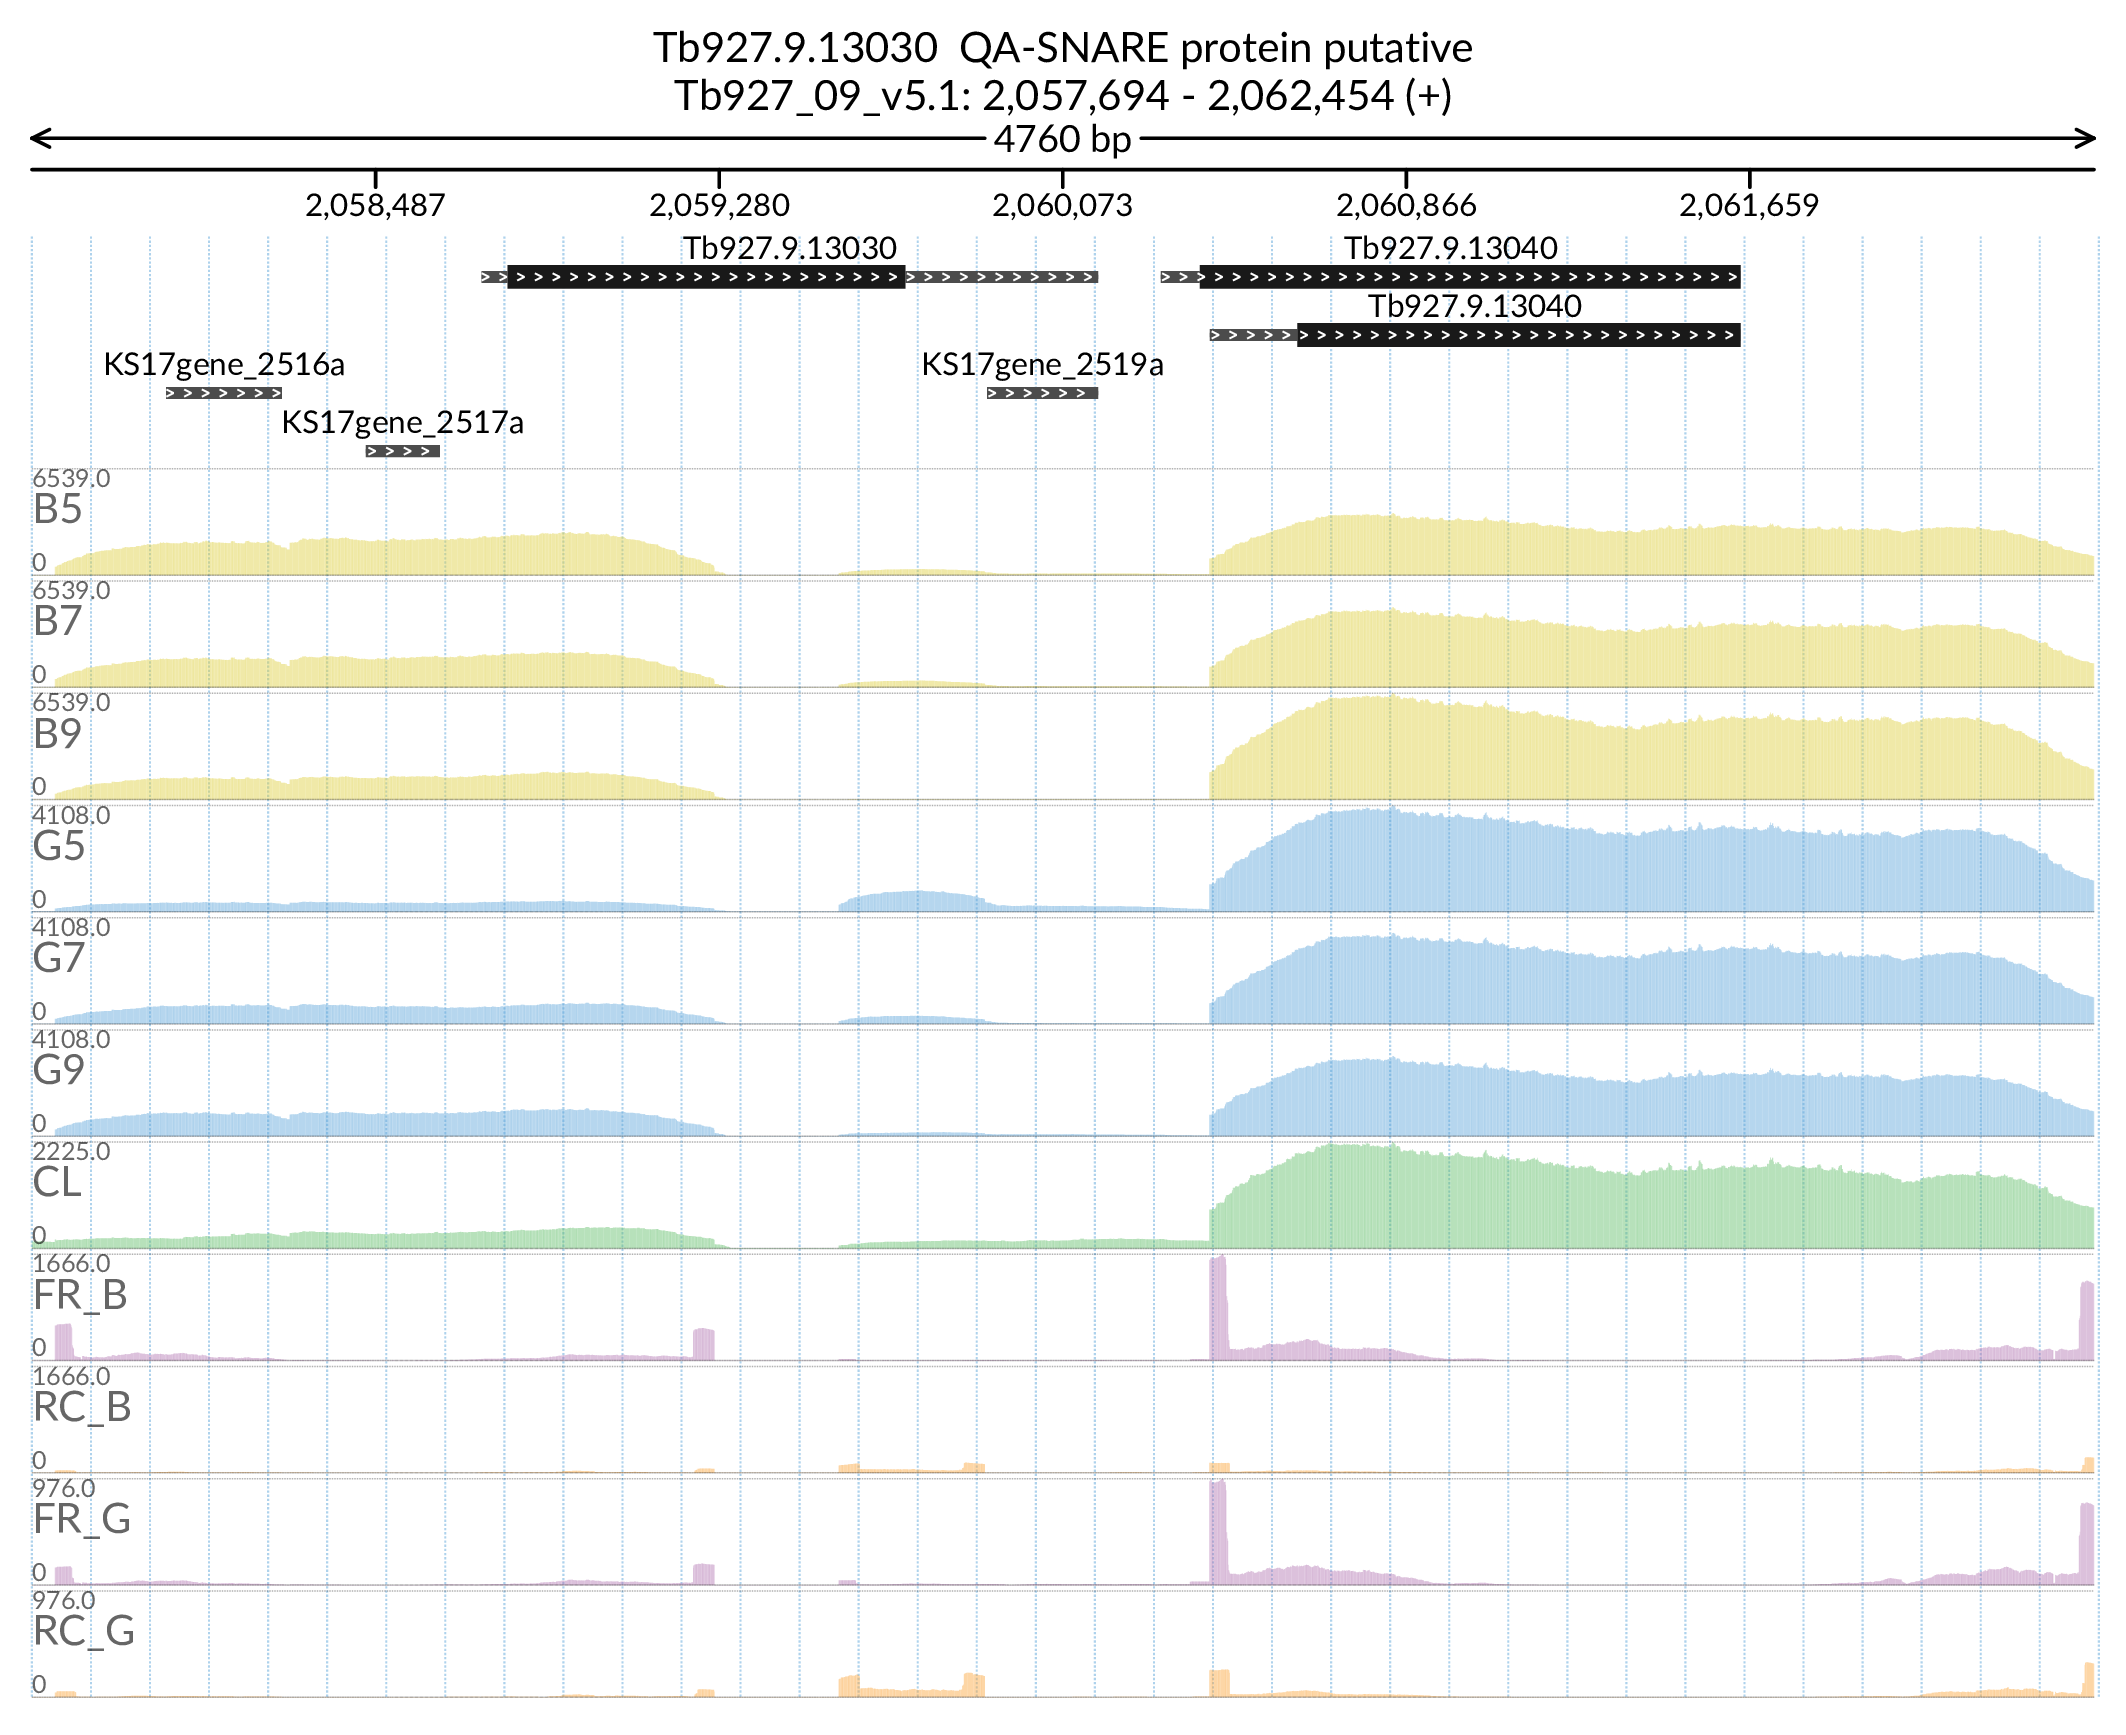 Tb927.9.13030  QA-SNARE protein putative
Tb927_09_v5.1: 2,057,694 - 2,062,454 (+)
4760 bp
2,058,487 2,059,280 2,060,073 2,060,866 2,061,659
Tb927.9.13030 Tb927.9.13040
Tb927.9.13040
KS17gene_2516a KS17gene_2519a
KS17gene_2517a
6539.0
B5
0
6539.0
B7
0
6539.0
B9
0
4108.0
G5
0
4108.0
G7
0
4108.0
G9
0
2225.0
CL
0
1666.0
FR_B
0
1666.0
RC_B
0
976.0
FR_G
0
976.0
RC_G
0